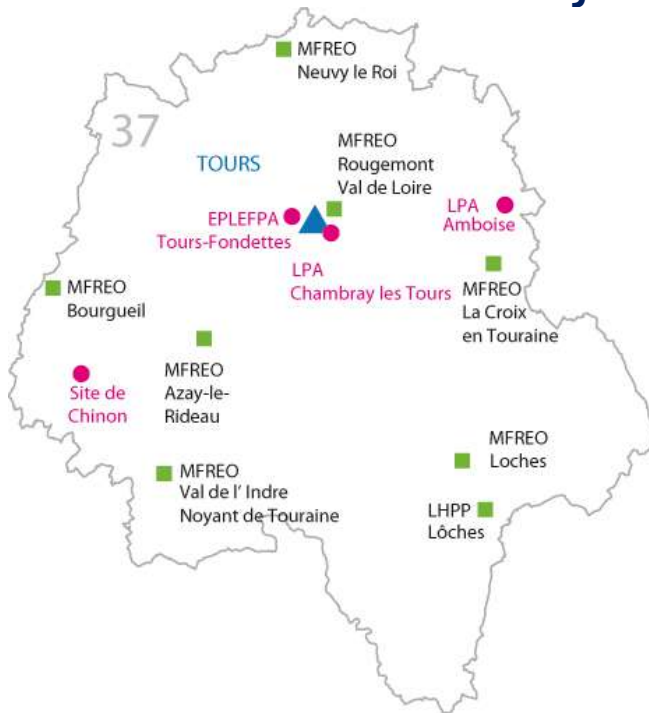 MFREO
Neuvy le Roi
37
TOURS
MFREO
Rougemont
Val de Loire
EPLEFPA
Tours-Fondettes
LPA
Amboise
LPA
Chambray les Tours
MFREO
Bourgueil
MFREO
La Croix
en Touraine
MFREO
Azay-le-
Rideau
Site de
Chinon
MFREO
Loches
MFREO
Val de l' Indre
Noyant de Touraine
LHPP
Lôches